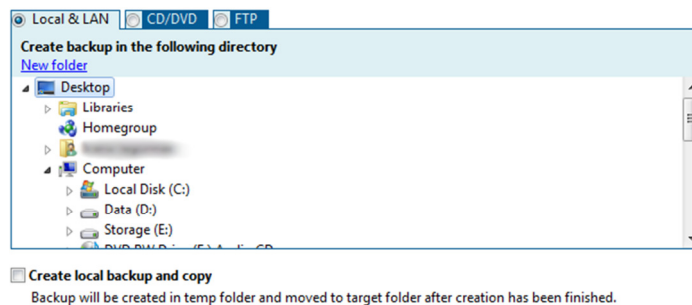 Local & LAN CD/DVD FTP
Create backup in the following directory
New folder
Desktop
Libraries
Homegroup
Computer
Local Disk (C:)
Data (D:)
Storage (E:)
Create local backup and copy
Backup will be created in temp folder and moved to target folder after creation has been finished.